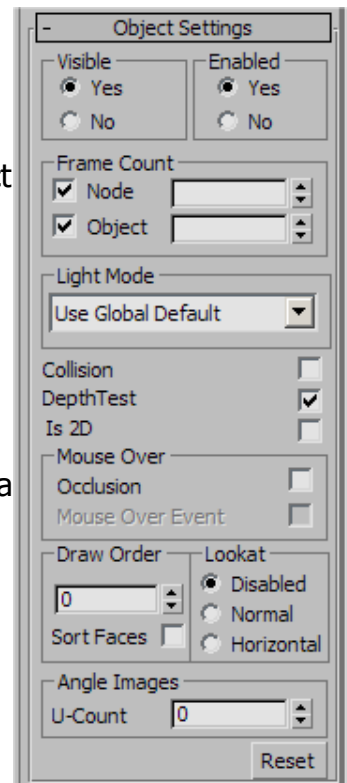 - Object Settings
Visible Enabled
Yes Yes
No No
Frame Count
Node
Object
Light Mode
Use Global Default
Collision
DepthTest
Is 2D
Mouse Over
Occlusion
Mouse Over Event
Draw Order Lookat
0 Disabled
Normal
Sort Faces Horizontal
Angle Images
U-Count 0
Reset